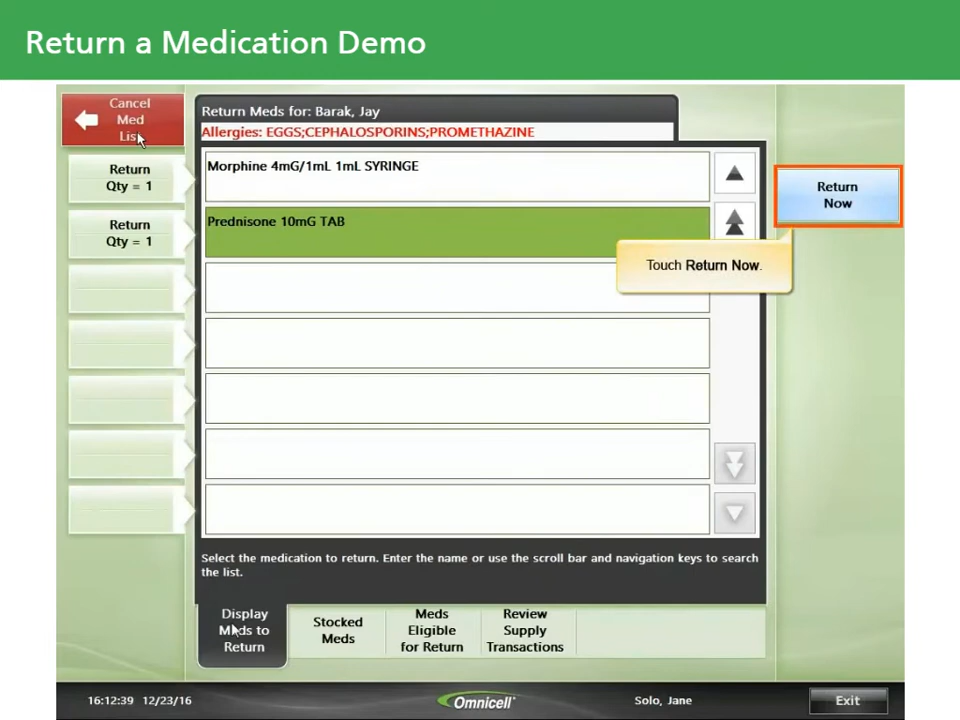 Return a Medication Demo
Cancel
Med
List
Return Meds for: Barak, Jay
Allergies: EGGS;CEPHALOSPORINS;PROMETHAZINE
Return
Qty = 1
Morphine 4mG/1mL 1mL SYRINGE
Return
Qty = 1
Prednisone 10mG TAB
Return
Now
Touch Return Now.
Select the medication to return. Enter the name or use the scroll bar and navigation keys to search
the list.
Display
Meds to
Return
Stocked
Meds
Meds
Eligible
for Return
Review
Supply
Transactions
16:12:39 12/23/16
Omnicell
Solo, Jane
Exit